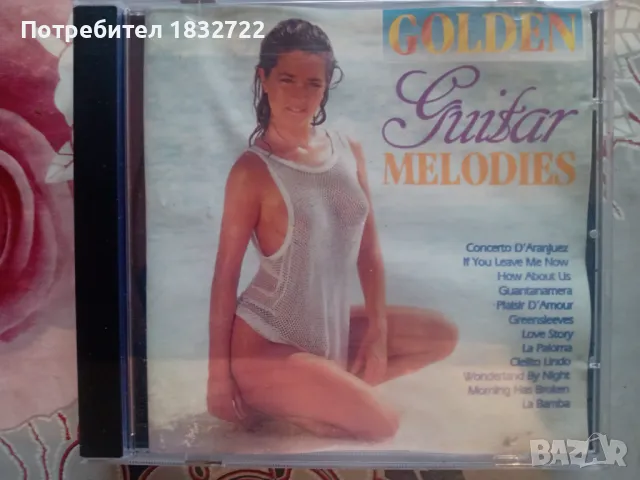 Потребител 1832722
GOLDEN
Guitar
MELODIES
Concerto D'Aranjuez
If You Leave Me Now
How About Us
Guantanamera
Plaisir D'Amour
Greensleeves
Love Story
La Paloma
Cielito Lindo
Wonderland By Night
Morning Has Broken
La Bamba
BAZAR